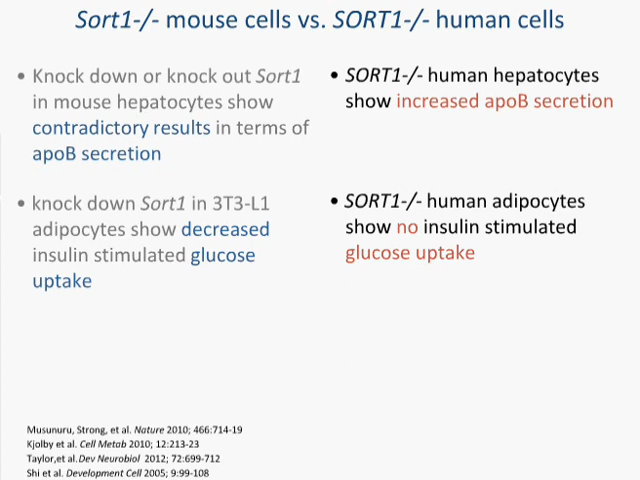 Sort1-/- mouse cells vs. SORT1-/- human cells
• Knock down or knock out Sort1
in mouse hepatocytes show
contradictory results in terms of
apoB secretion
• knock down Sort1 in 3T3-L1
adipocytes show decreased
insulin stimulated glucose
uptake
• SORT1-/- human hepatocytes
show increased apoB secretion
• SORT1-/- human adipocytes
show no insulin stimulated
glucose uptake
Musunuru, Strong, et al. Nature 2010; 466:714-19
Kjolby et al. Cell Metab 2010; 12:213-23
Taylor,et al.Dev Neurobiol 2012; 72:699-712
Shi et al. Development Cell 2005; 9:99-108